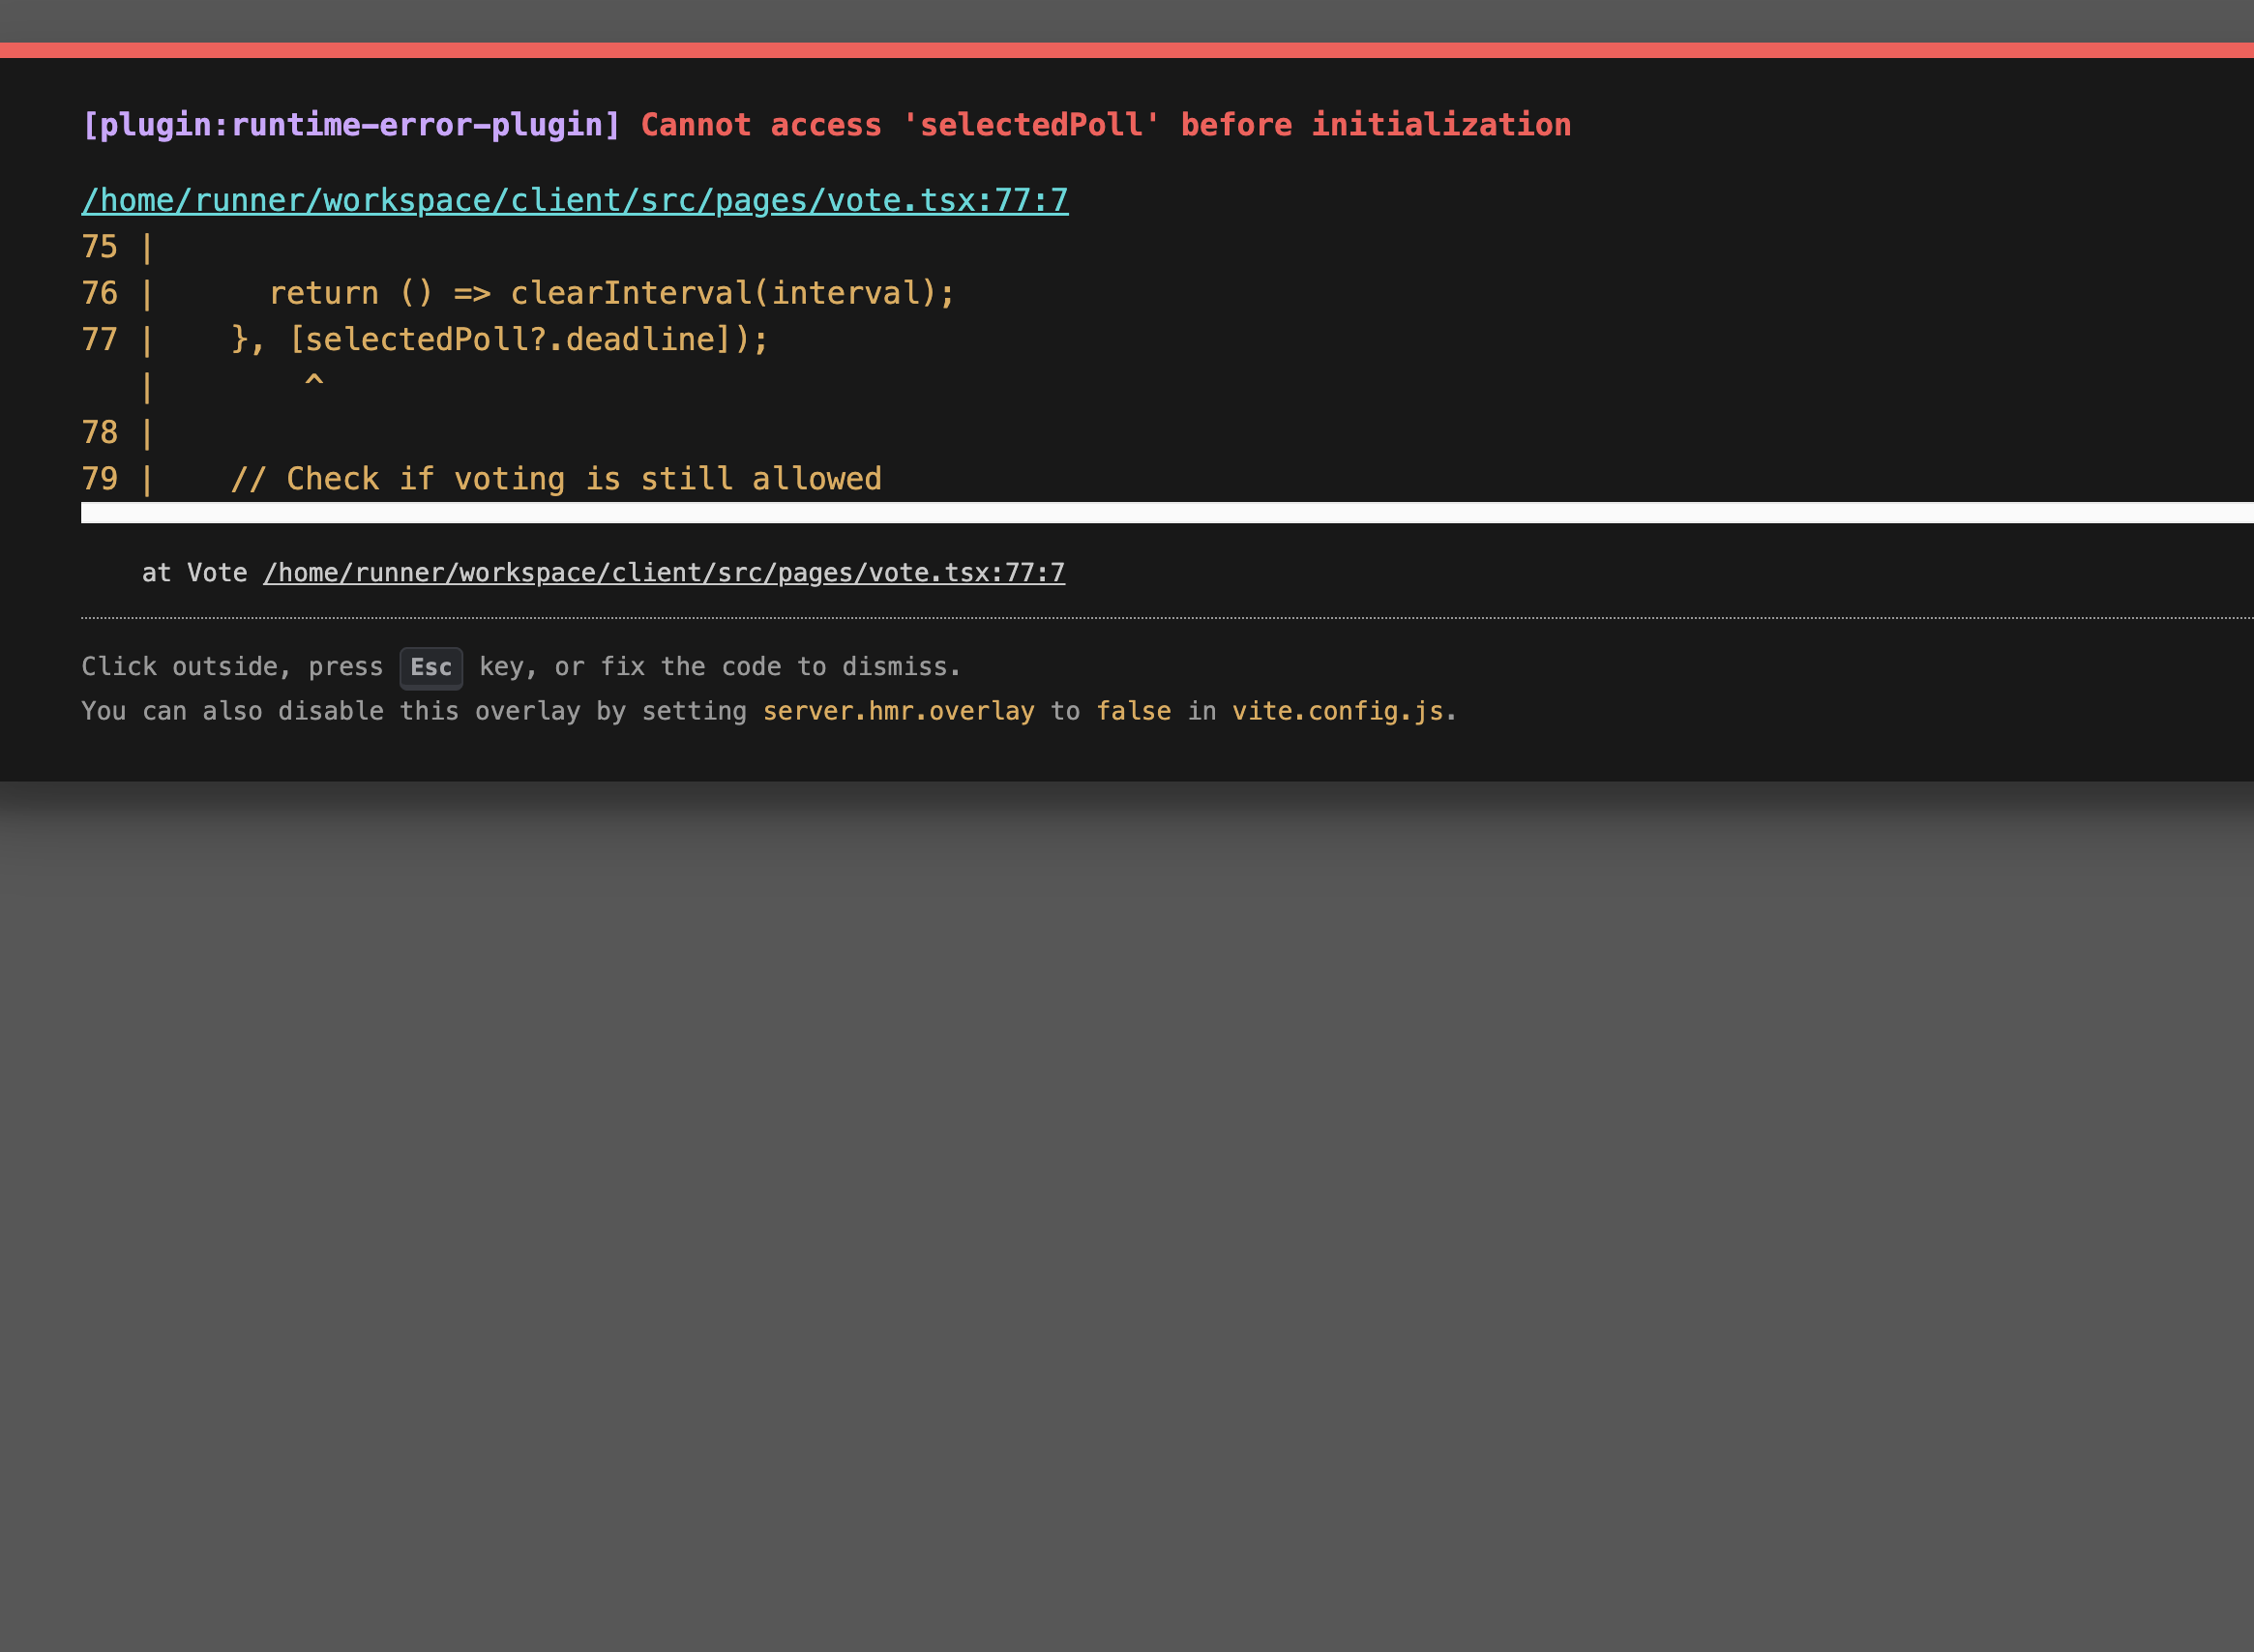 [plugin:runtime-error-plugin] Cannot access 'selectedPoll' before initialization
/home/runner/workspace/client/src/pages/vote.tsx:77:7
75 |
76 |      return () => clearInterval(interval);
77 |    }, [selectedPoll?.deadline]);
   |        ^
78 |
79 |    // Check if voting is still allowed
    at Vote /home/runner/workspace/client/src/pages/vote.tsx:77:7
Click outside, press Esc key, or fix the code to dismiss.
You can also disable this overlay by setting server.hmr.overlay to false in vite.config.js.